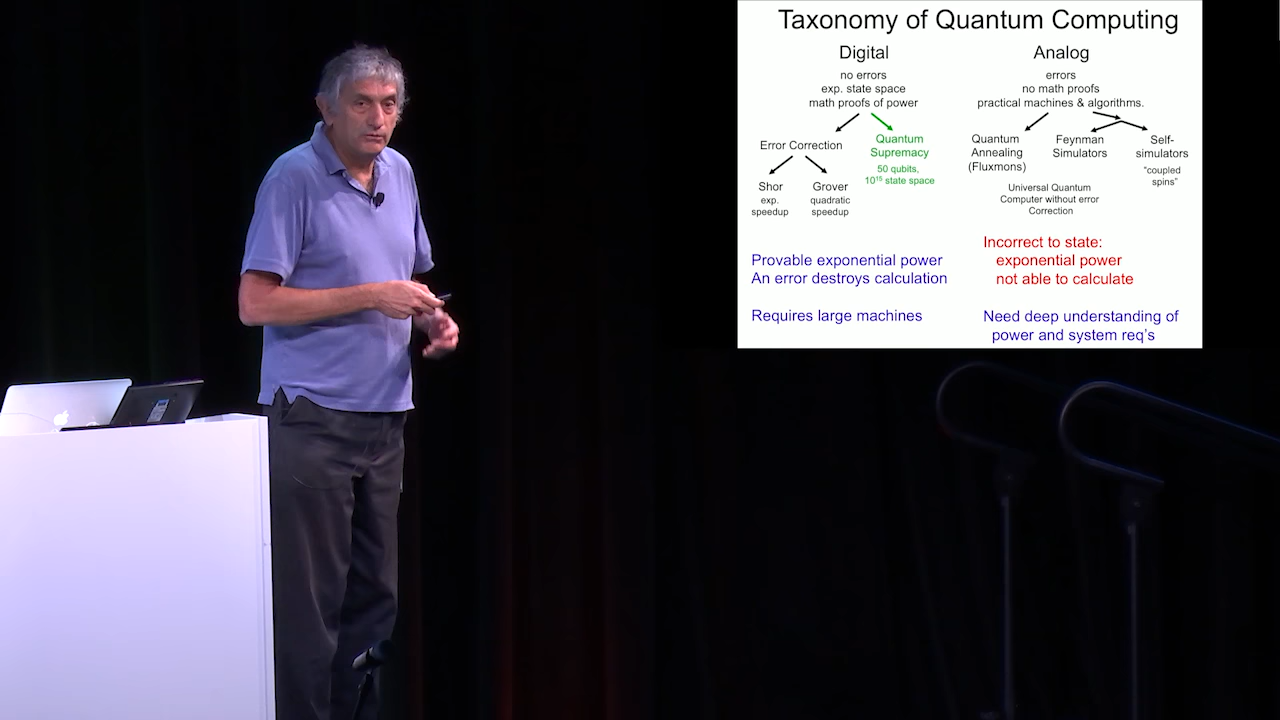 Taxonomy of Quantum Computing
Digital
no errors
exp. state space
math proofs of power
Error Correction
Quantum
Supremacy
50 qubits,
10¹⁵ state space
Shor
exp.
speedup
Grover
quadratic
speedup
Provable exponential power
An error destroys calculation
Requires large machines
Analog
errors
no math proofs
practical machines & algorithms.
Quantum
Annealing
(Fluxmons)
Feynman
Simulators
Self-
simulators
"coupled
spins"
Universal Quantum
Computer without error
Correction
Incorrect to state:
exponential power
not able to calculate
Need deep understanding of
power and system req's